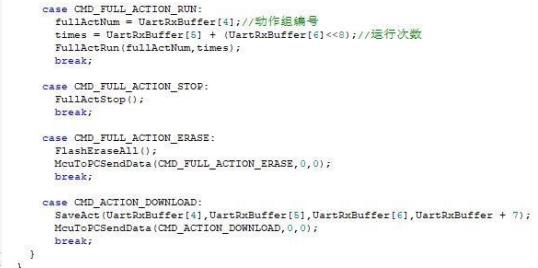 case CMD_FULL_ACTION_RUN:
fullActNum = UartRxBuffer[4];//动作组编号
times = UartRxBuffer[5] + (UartRxBuffer[6]<<8);//运行次数
FullActRun(fullActNum,times);
break;
case CMD_FULL_ACTION_STOP:
FullActStop();
break;
case CMD_FULL_ACTION_ERASE:
FlashEraseAll();
McuToPCSendData(CMD_FULL_ACTION_ERASE,0,0);
break;
case CMD_ACTION_DOWNLOAD:
SaveAct(UartRxBuffer[4],UartRxBuffer[5],UartRxBuffer[6],UartRxBuffer + 7);
McuToPCSendData(CMD_ACTION_DOWNLOAD,0,0);
break;
}
}